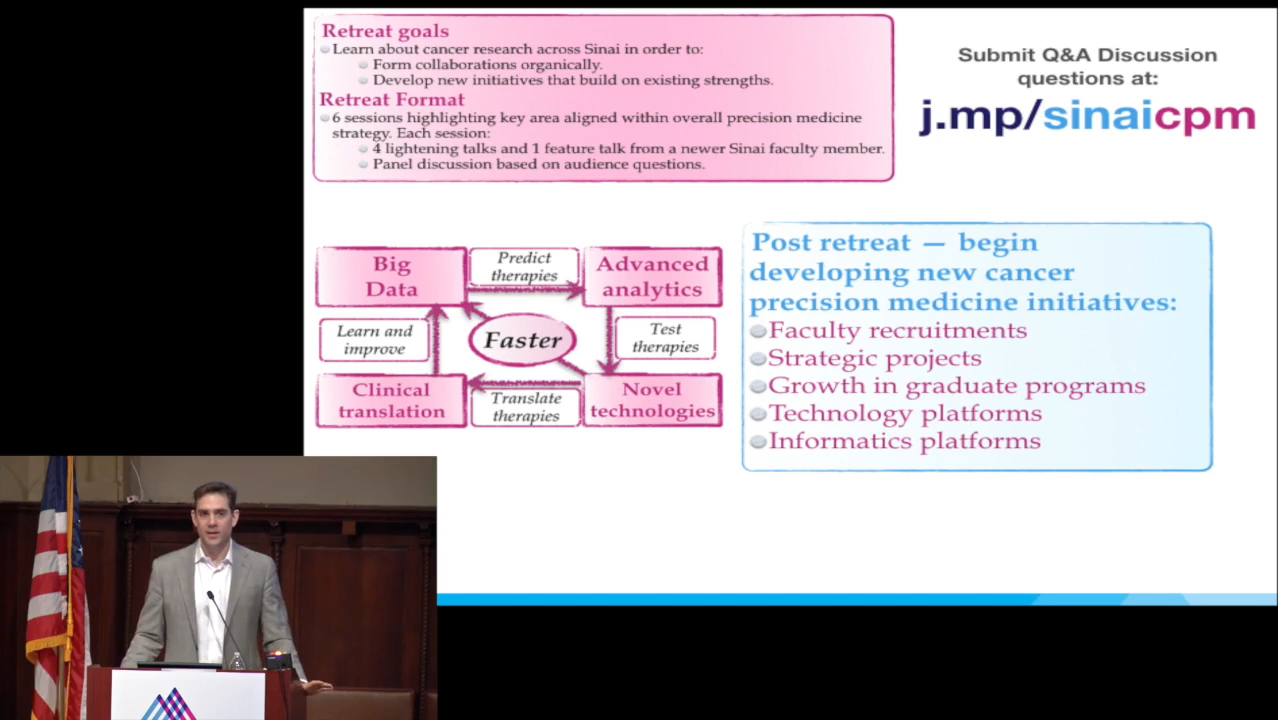 Retreat goals
Learn about cancer research across Sinai in order to:
Form collaborations organically.
Develop new initiatives that build on existing strengths.
Retreat Format
6 sessions highlighting key area aligned within overall precision medicine
strategy. Each session:
4 lightening talks and 1 feature talk from a newer Sinai faculty member.
Panel discussion based on audience questions.
Submit Q&A Discussion
questions at:
j.mp/sinaicpm
Big
Data
Predict
therapies
Advanced
analytics
Learn and
improve
Faster
Test
therapies
Clinical
translation
Translate
therapies
Novel
technologies
Post retreat — begin
developing new cancer
precision medicine initiatives:
Faculty recruitments
Strategic projects
Growth in graduate programs
Technology platforms
Informatics platforms